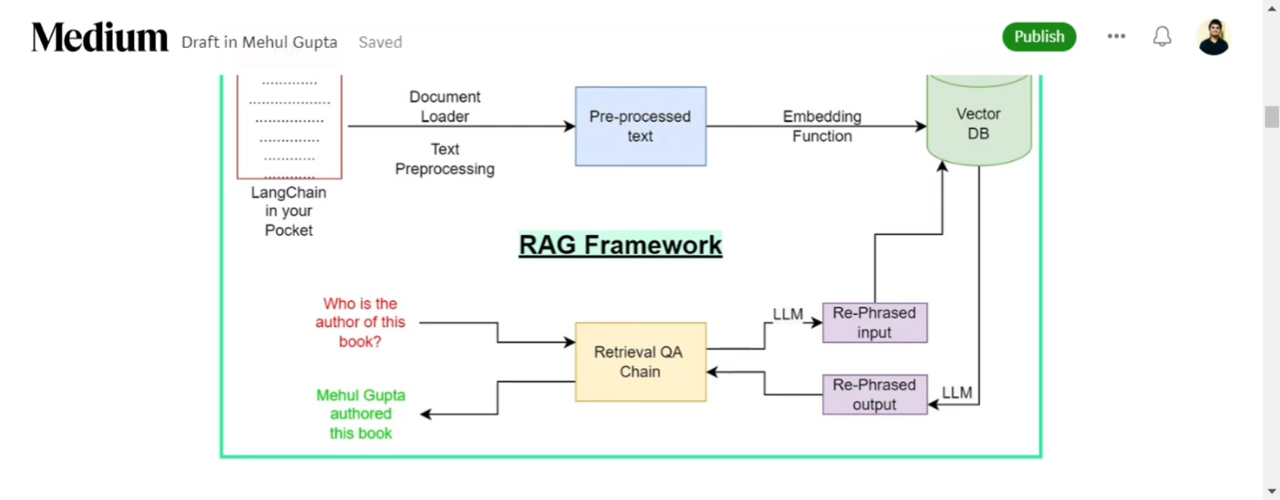 Medium Draft in Mehul Gupta Saved Publish
Document
Loader
Text
Preprocessing
Pre-processed
text
Embedding
Function
Vector
DB
LangChain
in your
Pocket
RAG Framework
Who is the
author of this
book?
Retrieval QA
Chain
LLM
Re-Phrased
input
Re-Phrased
output
LLM
Mehul Gupta
authored
this book